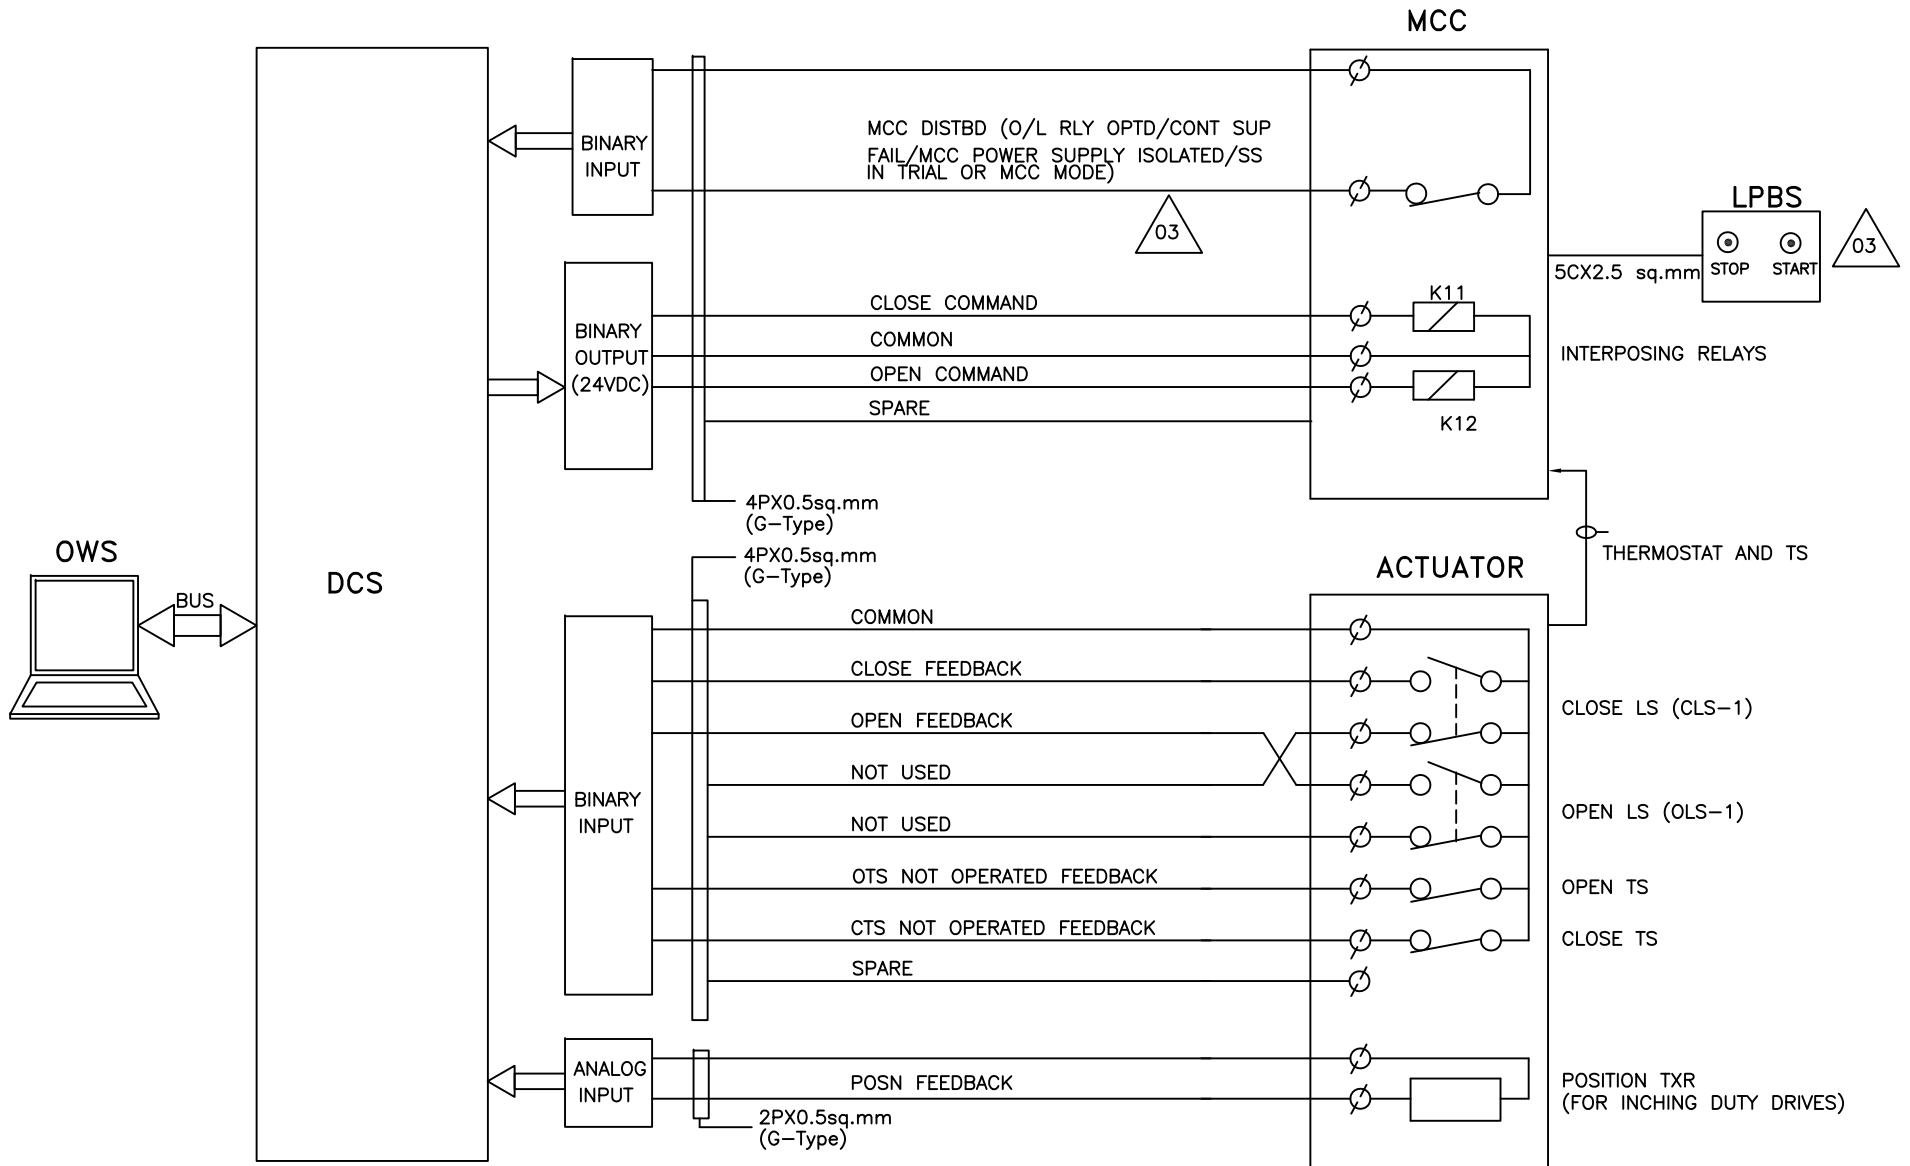 MCC
MCC DISTBD (O/L RLY OPTD/CONT SUP
FAIL/MCC POWER SUPPLY ISOLATED/SS
IN TRIAL OR MCC MODE)
BINARY
INPUT
03
LPBS
STOP START
03
5CX2.5 sq.mm
K11
CLOSE COMMAND
COMMON
OPEN COMMAND
SPARE
BINARY
OUTPUT
(24VDC)
INTERPOSING RELAYS
K12
4PX0.5sq.mm
(G-Type)
4PX0.5sq.mm
(G-Type)
OWS
BUS
DCS
ACTUATOR
THERMOSTAT AND TS
COMMON
CLOSE FEEDBACK
OPEN FEEDBACK
NOT USED
NOT USED
OTS NOT OPERATED FEEDBACK
CTS NOT OPERATED FEEDBACK
SPARE
BINARY
INPUT
CLOSE LS (CLS-1)
OPEN LS (OLS-1)
OPEN TS
CLOSE TS
ANALOG
INPUT
POSN FEEDBACK
2PX0.5sq.mm
(G-Type)
POSITION TXR
(FOR INCHING DUTY DRIVES)